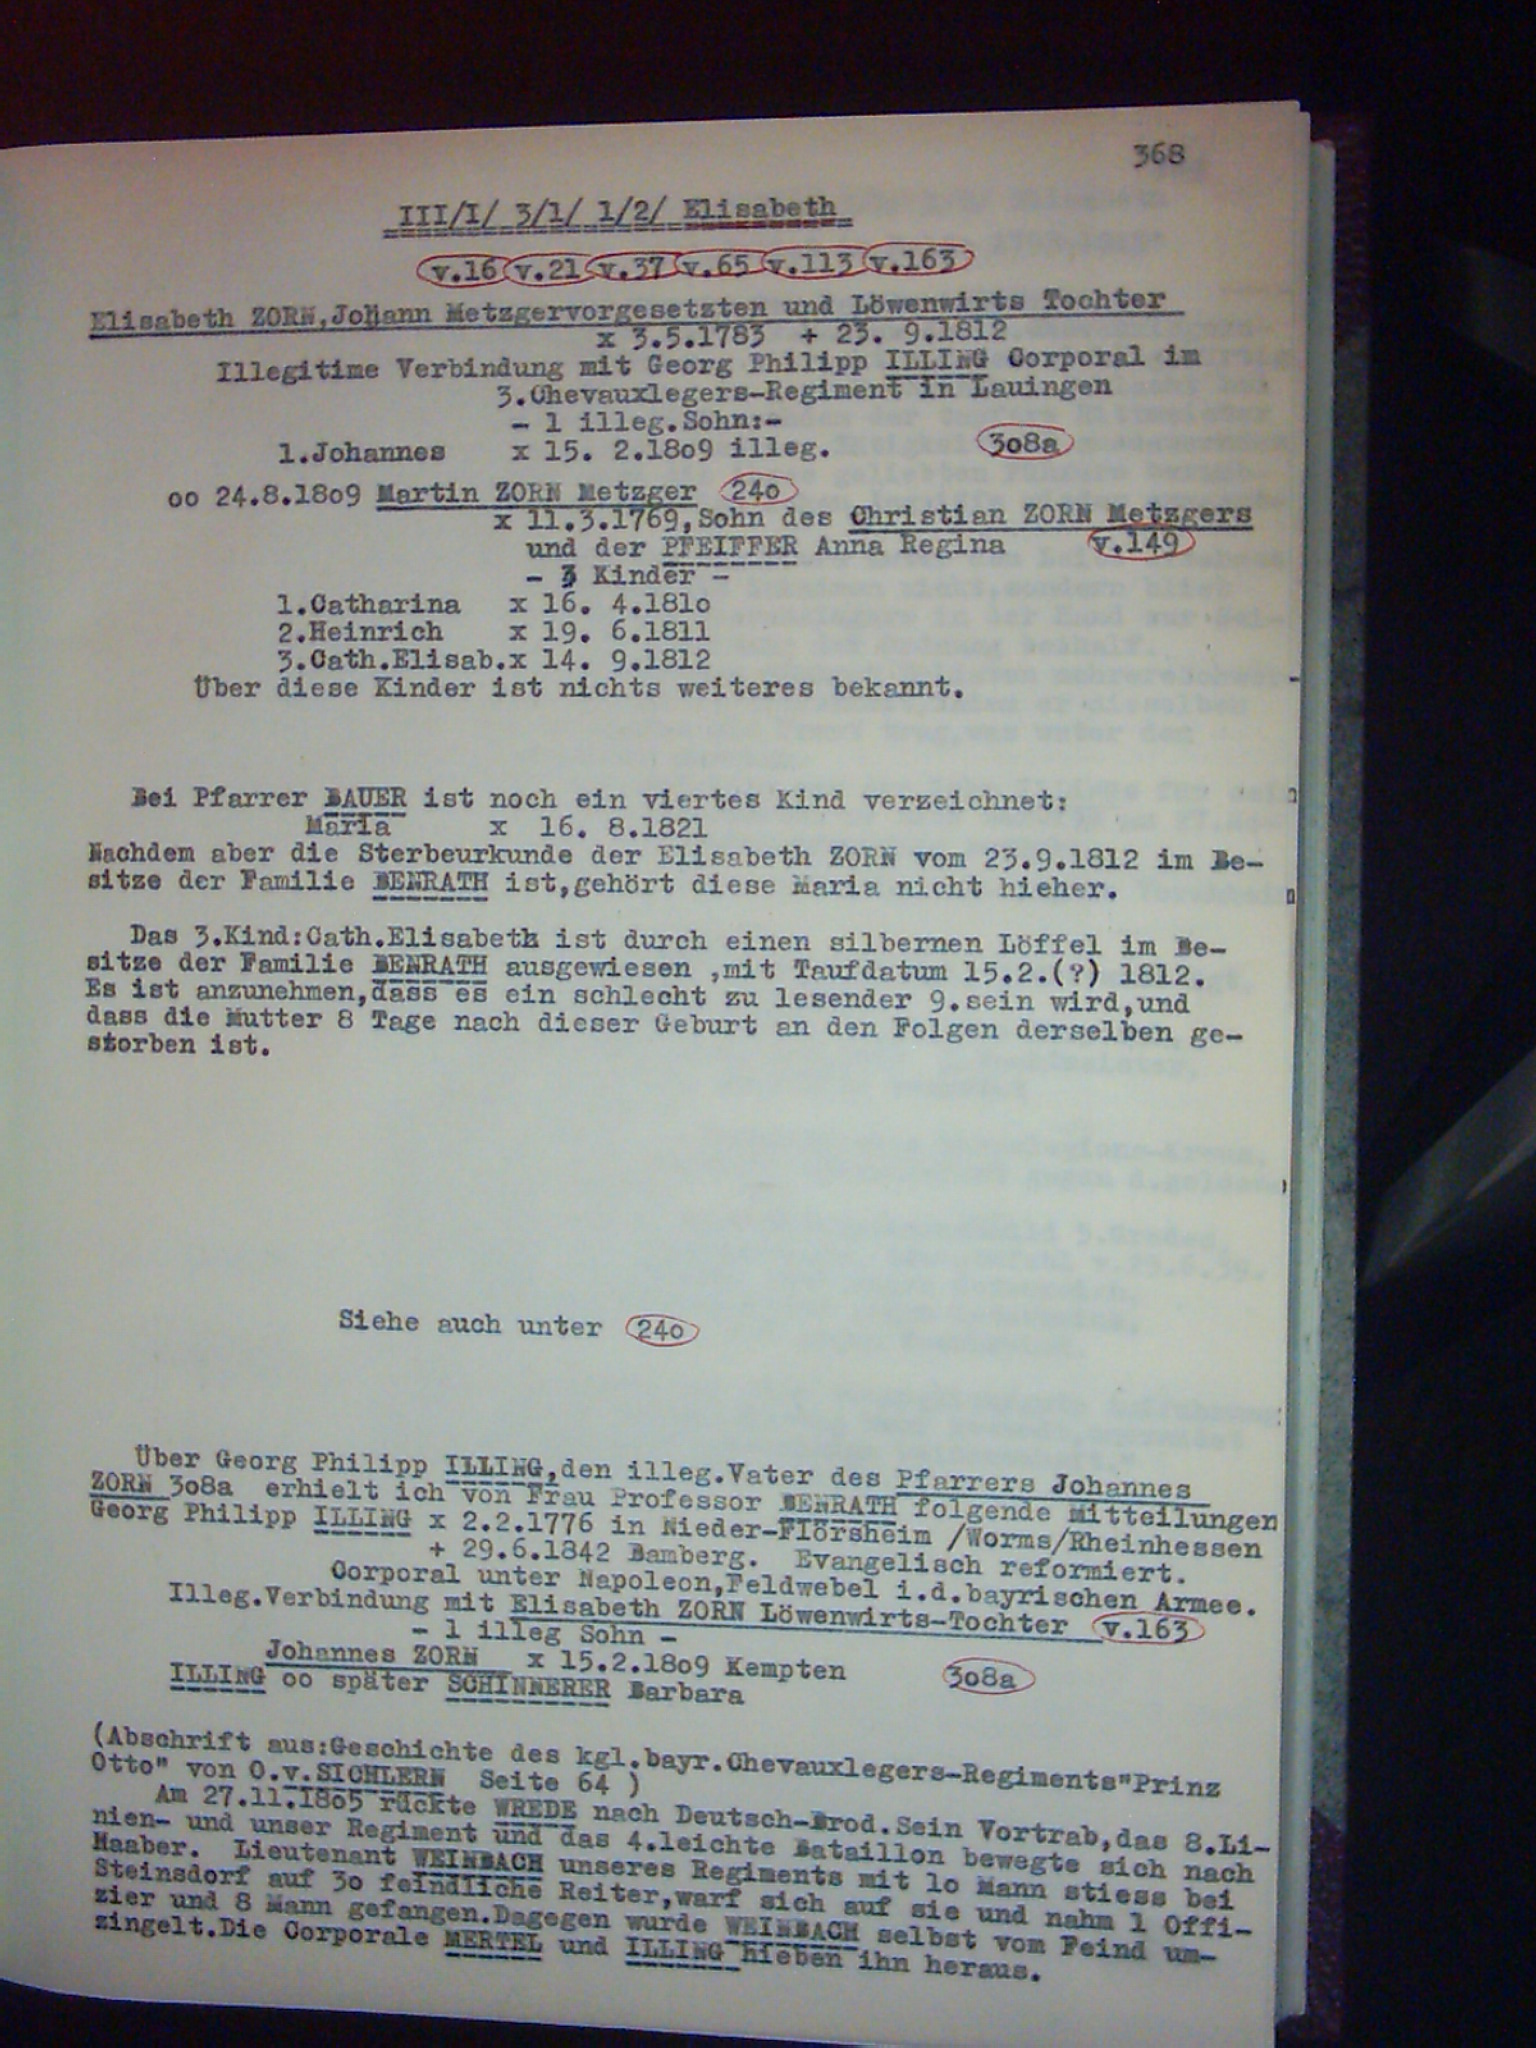 368
III/I/ 3/1/ 1/2/ Elisabeth
v.16 v.21 v.37 v.65 v.113 v.163
Elisabeth ZORN,Johann Metzgervorgesetzten und Löwenwirts Tochter
x 3.5.1783 + 23. 9.1812
Illegitime Verbindung mit Georg Philipp ILLING Corporal im
3.Chevauxlegers-Regiment in Lauingen
- 1 illeg.Sohn:-
1.Johannes x 15. 2.18o9 illeg. 3o8a
oo 24.8.18o9 Martin ZORN Metzger 24o
x 11.3.1769,Sohn des Christian ZORN Metzgers
und der PFEIFFER Anna Regina v.149
- 3 Kinder -
1.Catharina x 16. 4.181o
2.Heinrich x 19. 6.1811
3.Cath.Elisab.x 14. 9.1812
Über diese Kinder ist nichts weiteres bekannt.
Bei Pfarrer BAUER ist noch ein viertes Kind verzeichnet:
Maria x 16. 8.1821
Nachdem aber die Sterbeurkunde der Elisabeth ZORN vom 23.9.1812 im Be-
sitze der Familie BENRATH ist,gehört diese Maria nicht hieher.
Das 3.Kind:Cath.Elisabeth ist durch einen silbernen Löffel im Be-
sitze der Familie BENRATH ausgewiesen ,mit Taufdatum 15.2.(?) 1812.
Es ist anzunehmen,dass es ein schlecht zu lesender 9.sein wird,und
dass die Mutter 8 Tage nach dieser Geburt an den Folgen derselben ge-
storben ist.
Siehe auch unter 24o
Über Georg Philipp ILLING,den illeg.Vater des Pfarrers Johannes
ZORN 3o8a erhielt ich von Frau Professor BENRATH folgende Mitteilungen
Georg Philipp ILLING x 2.2.1776 in Nieder-Flörsheim /Worms/Rheinhessen
+ 29.6.1842 Bamberg. Evangelisch reformiert.
Corporal unter Napoleon,Feldwebel i.d.bayrischen Armee.
Illeg.Verbindung mit Elisabeth ZORN Löwenwirts-Tochter v.163
- 1 illeg Sohn -
Johannes ZORN x 15.2.18o9 Kempten 3o8a
ILLING oo später SCHINNERER Barbara
(Abschrift aus:Geschichte des kgl.bayr.Chevauxlegers-Regiments"Prinz
Otto" von O.v.SICHLERN Seite 64 )
Am 27.11.18o5 rückte WREDE nach Deutsch-Brod.Sein Vortrab,das 8.Li-
nien- und unser Regiment und das 4.leichte Bataillon bewegte sich nach
Haaber. Lieutenant WEINBACH unseres Regiments mit 1o Mann stiess bei
Steinsdorf auf 3o feindliche Reiter,warf sich auf sie und nahm 1 Offi-
zier und 8 Mann gefangen.Dagegen wurde WEINBACH selbst vom Feind um-
zingelt.Die Corporale MERTEL und ILLING hieben ihn heraus.